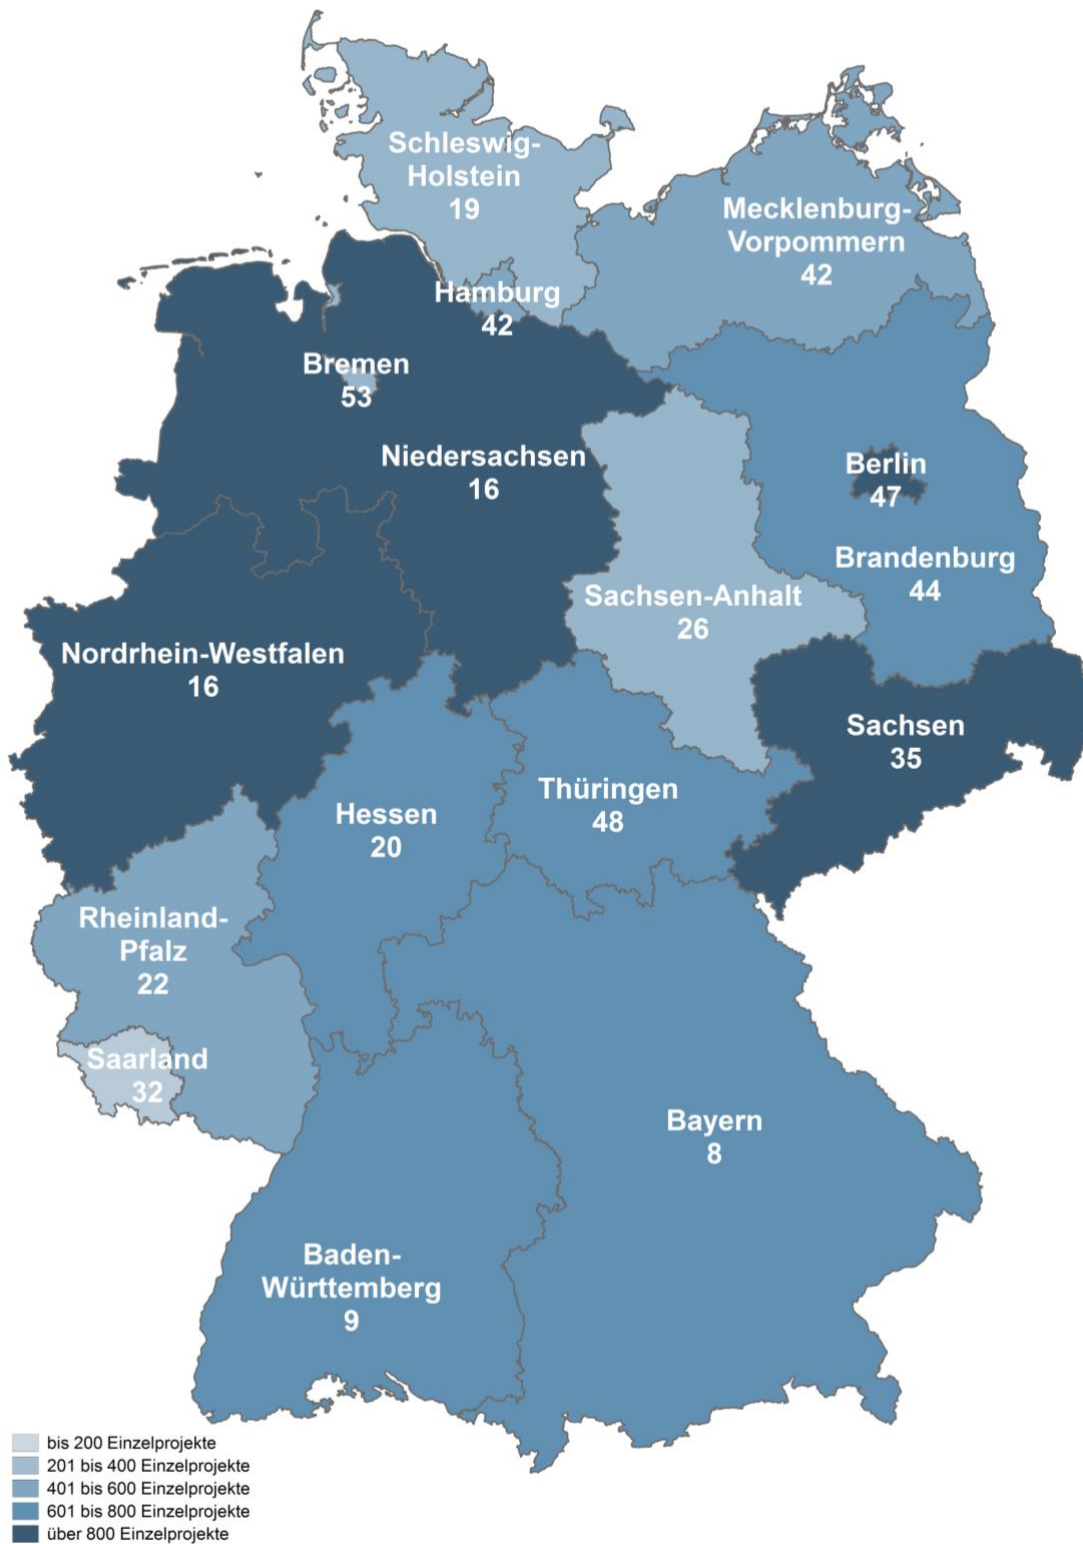 Schleswig-
Holstein
19
Mecklenburg-
Vorpommern
42
Hamburg
42
Bremen
53
Niedersachsen
16
Berlin
47
Brandenburg
44
Sachsen-Anhalt
26
Nordrhein-Westfalen
16
Sachsen
35
Thüringen
48
Hessen
20
Rheinland-
Pfalz
22
Saarland
32
Bayern
8
Baden-
Württemberg
9
bis 200 Einzelprojekte
201 bis 400 Einzelprojekte
401 bis 600 Einzelprojekte
601 bis 800 Einzelprojekte
über 800 Einzelprojekte